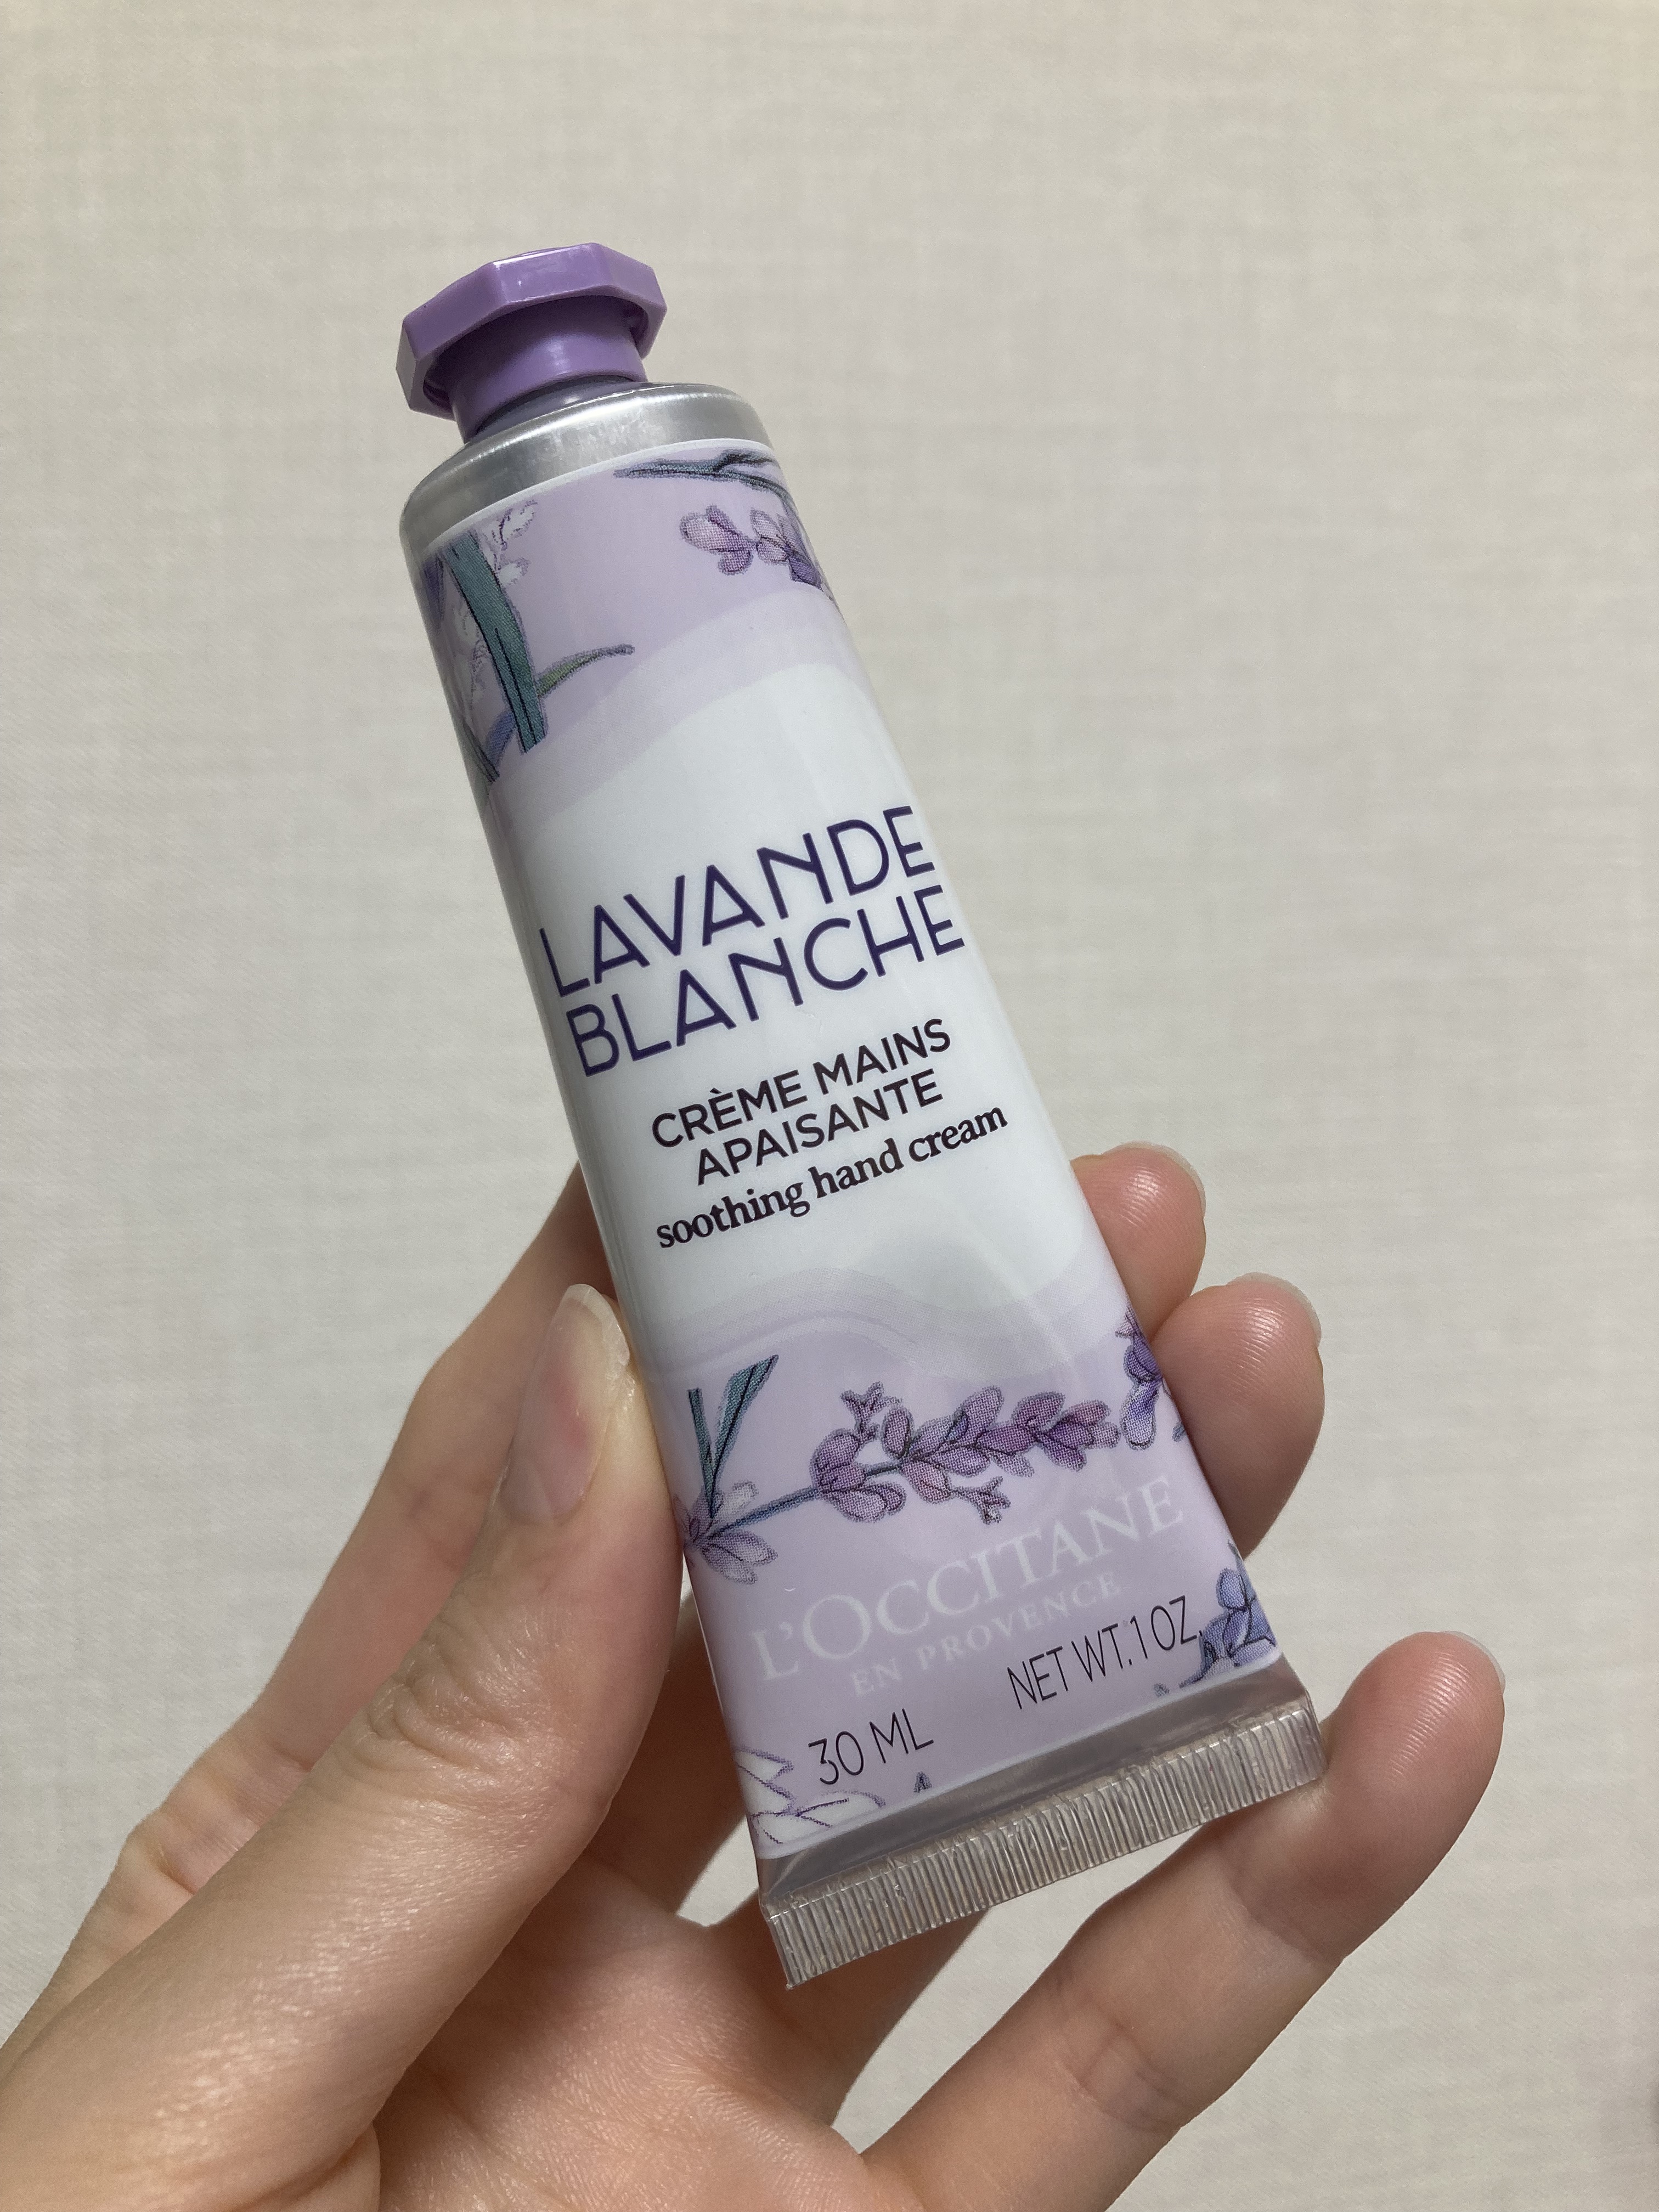 LAVANDE
BLANCHE
CRÈME MAINS
APAISANTE
soothing hand cream
L'OCCITANE
EN PROVENCE
30 ML NET WT. 1 OZ.